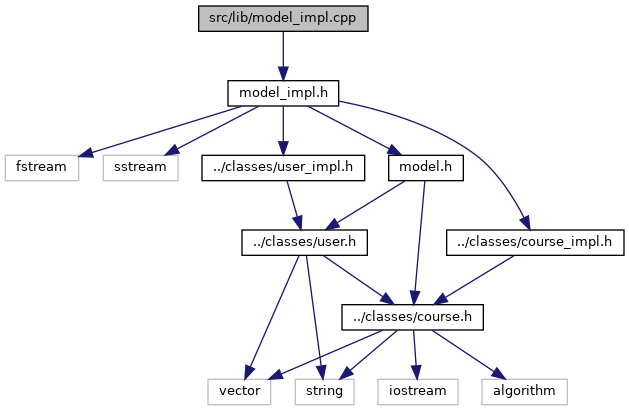 src/lib/model_impl.cpp
model_impl.h
fstream
sstream
../classes/user_impl.h
model.h
../classes/user.h
../classes/course_impl.h
../classes/course.h
vector
string
iostream
algorithm